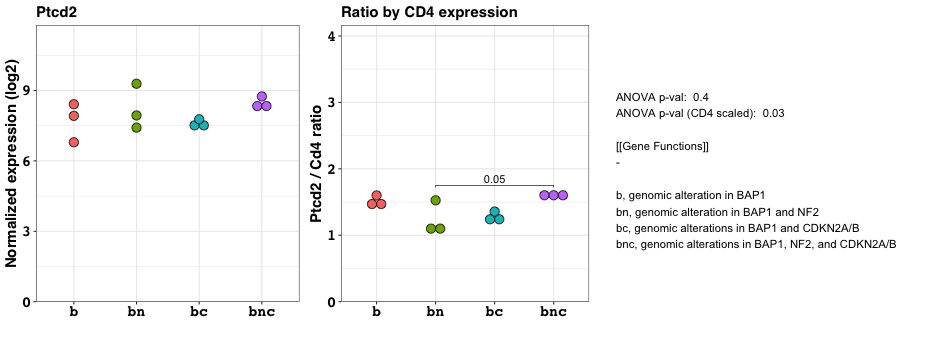 Ptcd2
Normalized expression (log2)
9
6
3
0
b
bn
bc
bnc
Ratio by CD4 expression
Ptcd2 / Cd4 ratio
4
3
2
1
0
0.05
b
bn
bc
bnc
ANOVA p-val: 0.4
ANOVA p-val (CD4 scaled): 0.03
[[Gene Functions]]
-
b, genomic alteration in BAP1
bn, genomic alteration in BAP1 and NF2
bc, genomic alterations in BAP1 and CDKN2A/B
bnc, genomic alterations in BAP1, NF2, and CDKN2A/B